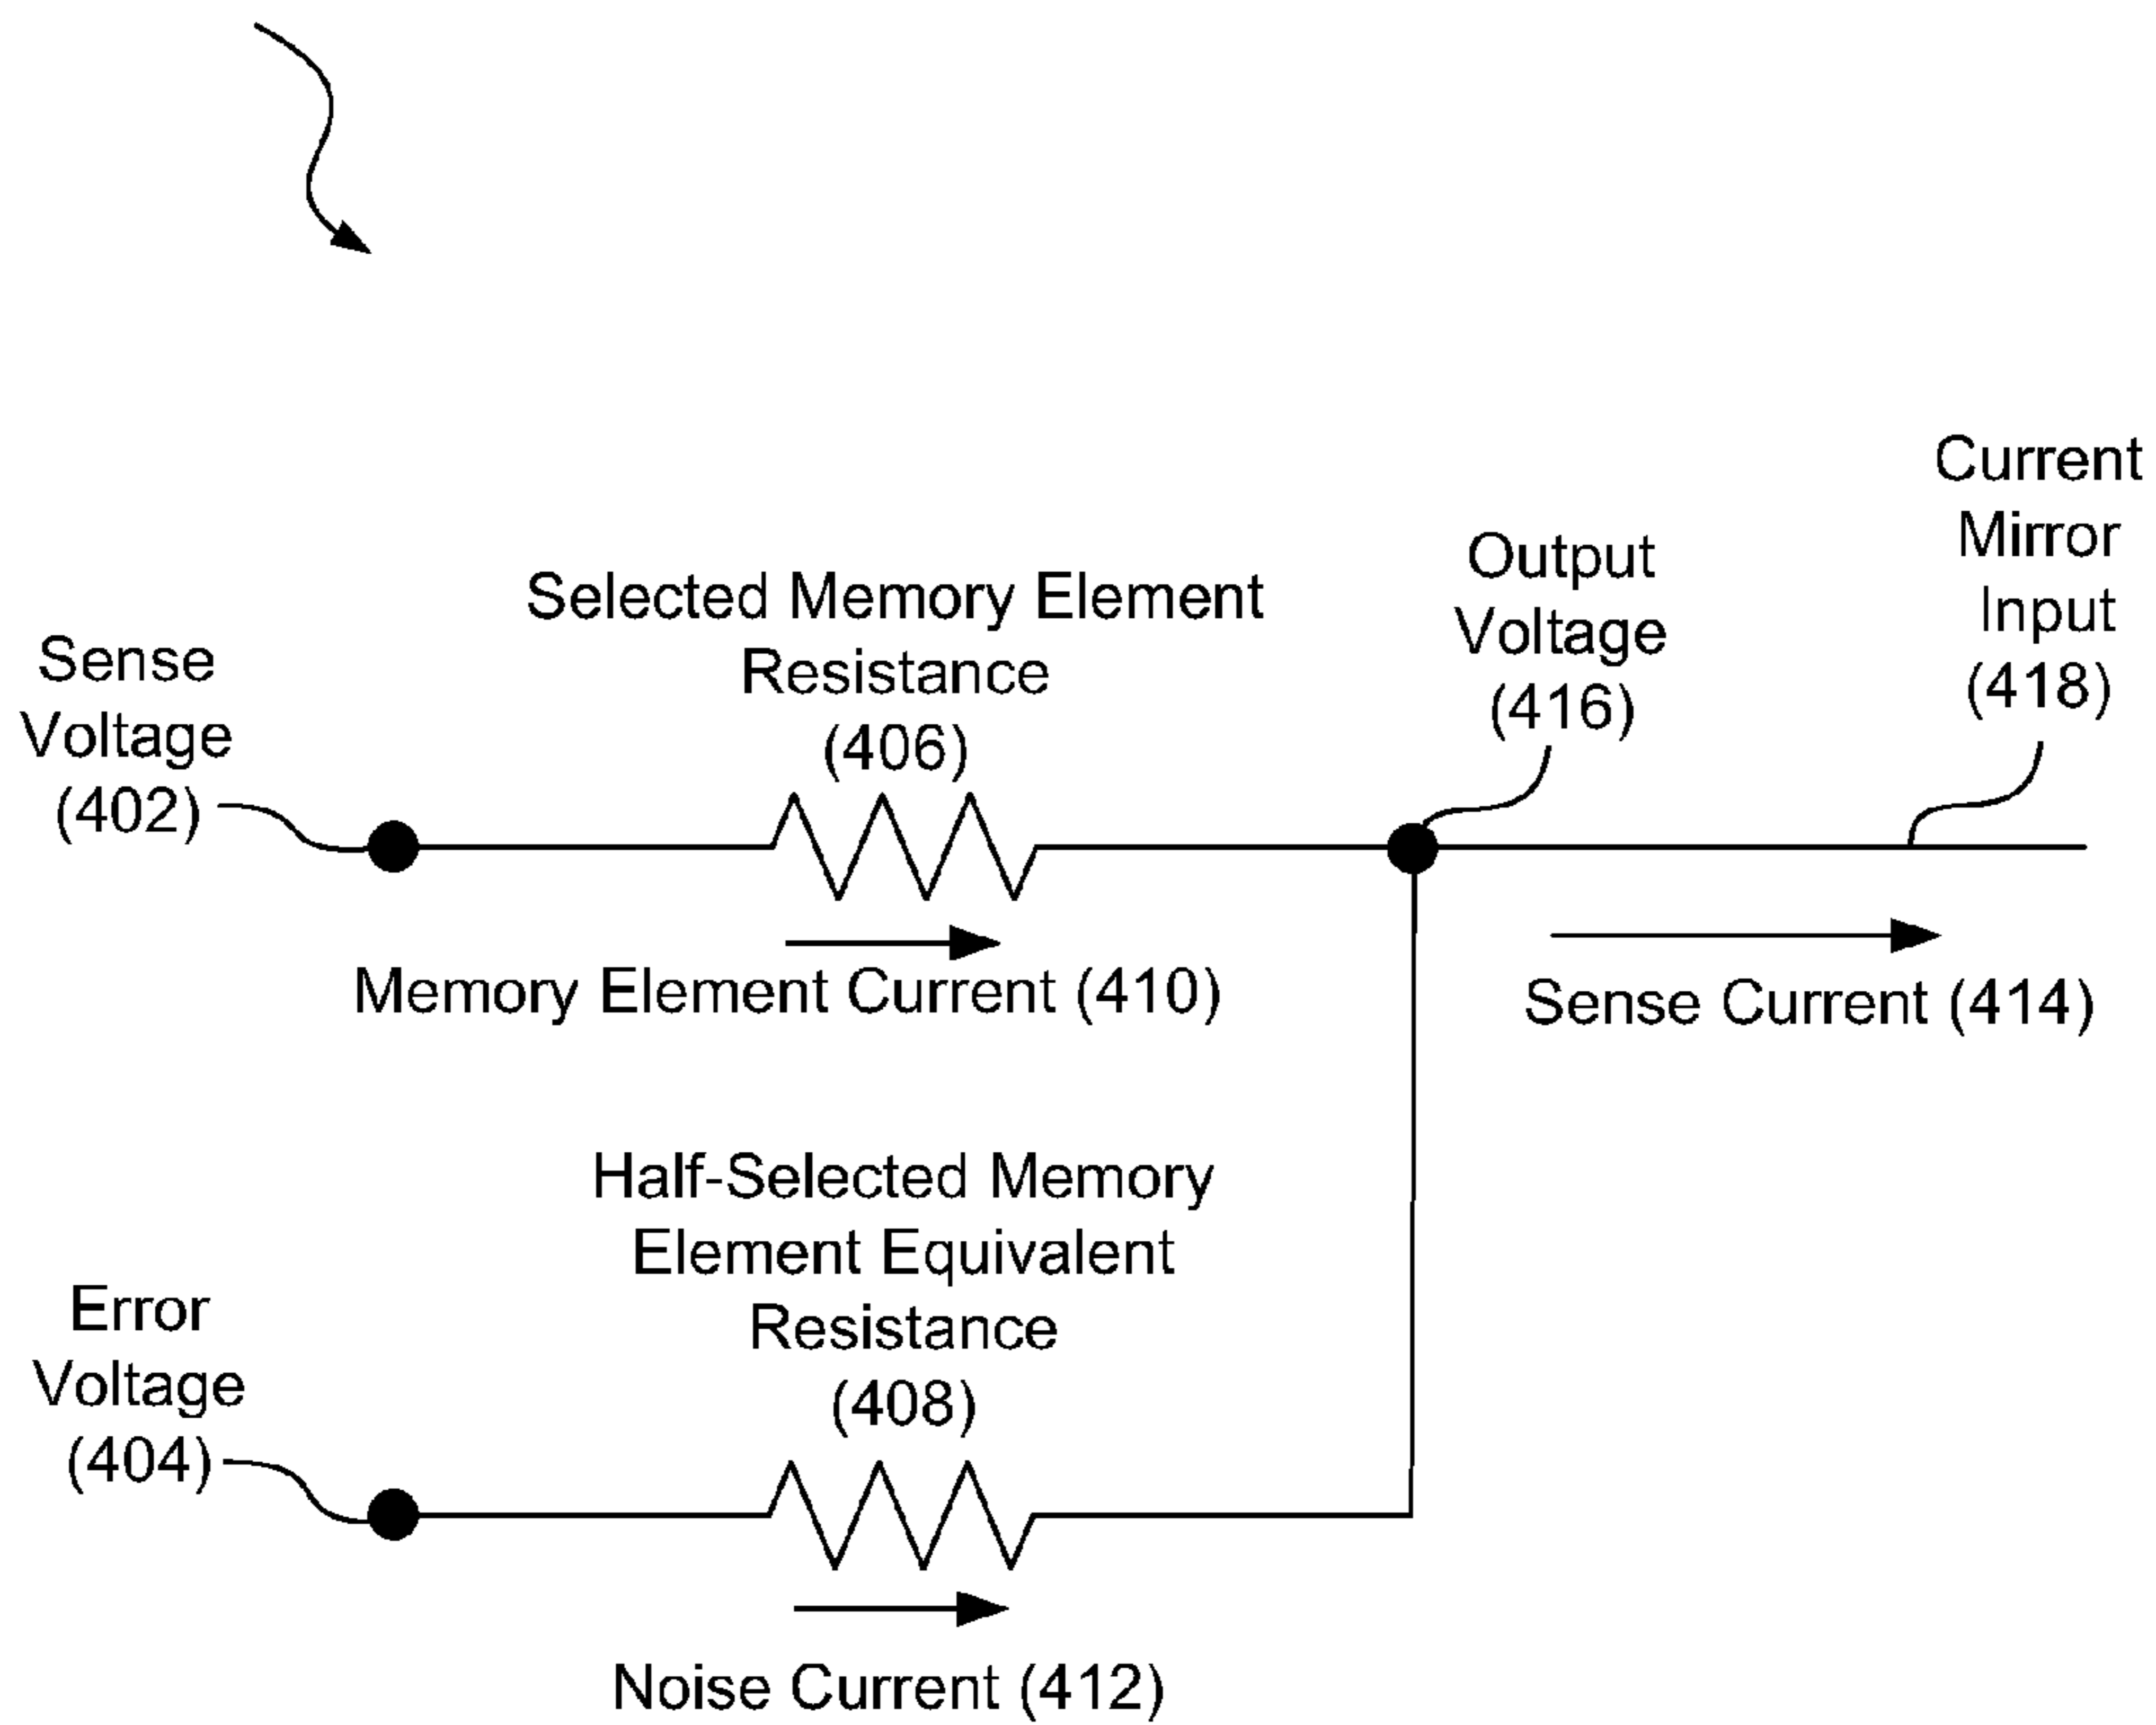 Current
Mirror
Input
(418)
Output
Voltage
(416)
Selected Memory Element
Resistance
(406)
Sense
Voltage
(402)
Memory Element Current (410)
Sense Current (414)
Half-Selected Memory
Element Equivalent
Resistance
(408)
Error
Voltage
(404)
Noise Current (412)